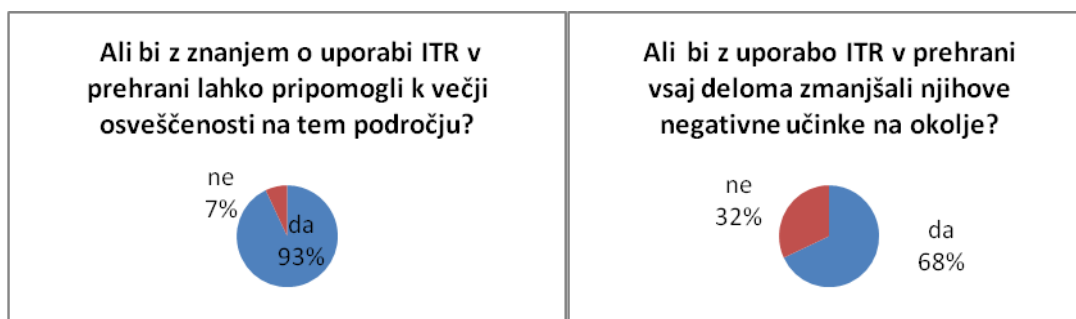 Ali bi z znanjem o uporabi ITR v
prehrani lahko pripomogli k večji
osveščenosti na tem področju?
ne
7%
da
93%
Ali bi z uporabo ITR v prehrani
vsaj deloma zmanjšali njihove
negativne učinke na okolje?
ne
32%
da
68%